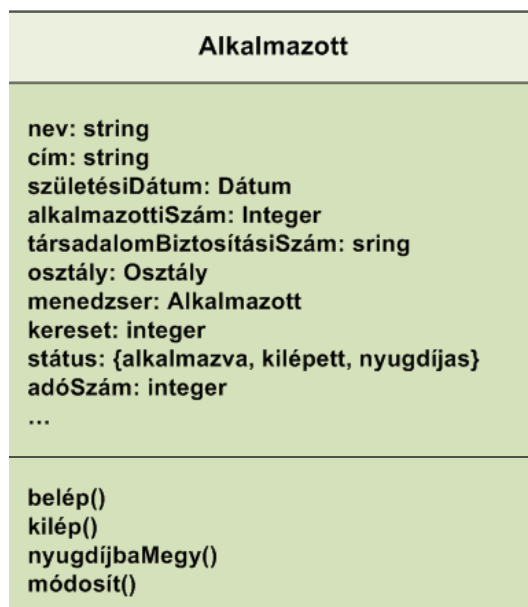 Alkalmazott
nev: string
cím: string
születésiDátum: Dátum
alkalmazottiSzám: Integer
társadalomBiztosításiSzám: sring
osztály: Osztály
menedzser: Alkalmazott
kereset: integer
státus: {alkalmazva, kilépett, nyugdíjas}
adóSzám: integer
…
belép()
kilép()
nyugdíjbaMegy()
módosít()